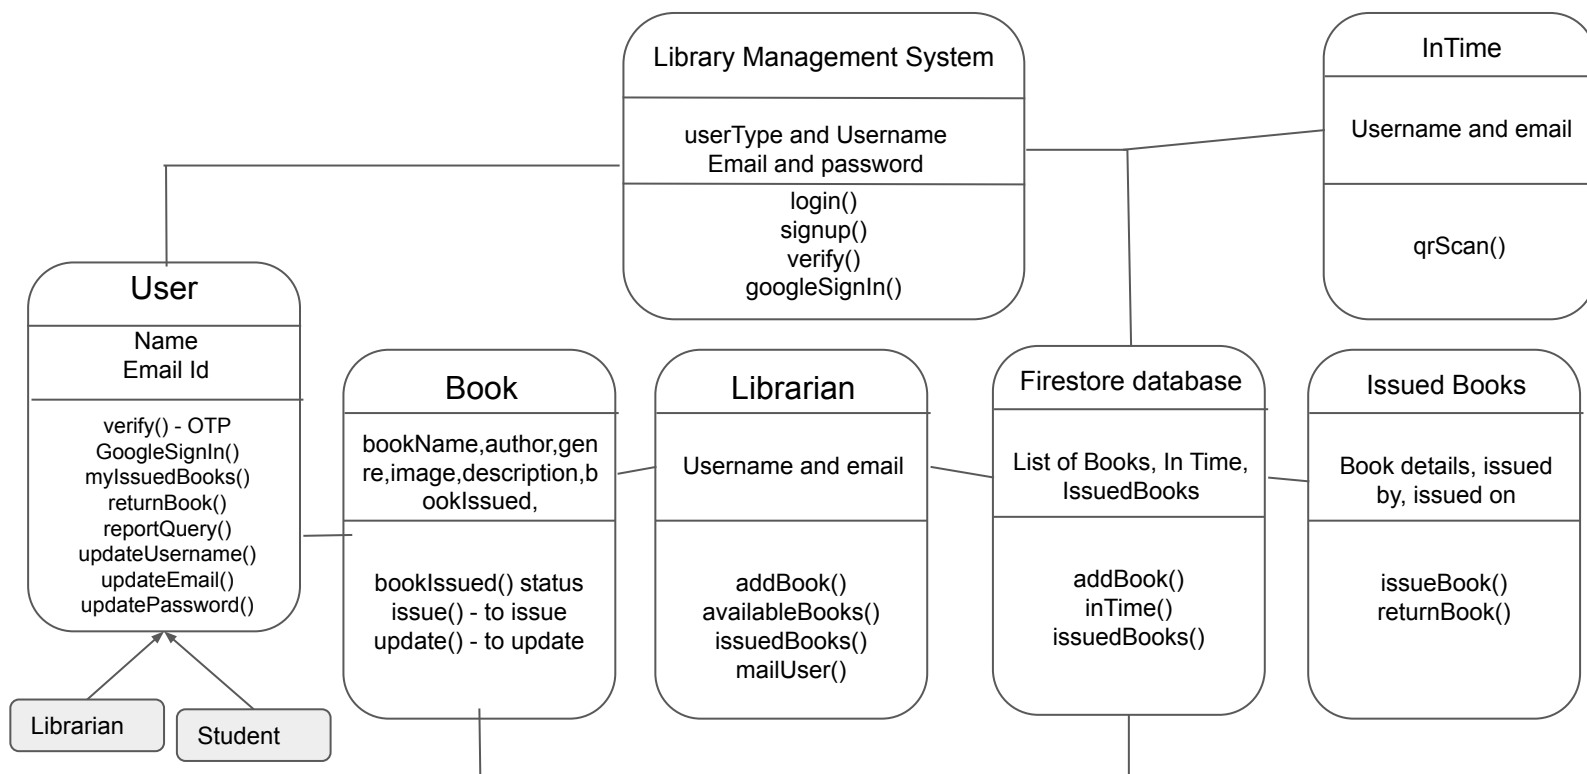 Library Management System
userType and Username
Email and password
login()
signup()
verify()
googleSignIn()
InTime
Username and email
qrScan()
User
Name
Email Id
verify() - OTP
GoogleSignIn()
myIssuedBooks()
returnBook()
reportQuery()
updateUsername()
updateEmail()
updatePassword()
Librarian
Student
Book
bookName,author,gen
re,image,description,b
ookIssued,
bookIssued() status
issue() - to issue
update() - to update
Librarian
Username and email
addBook()
availableBooks()
issuedBooks()
mailUser()
Firestore database
List of Books, In Time,
IssuedBooks
addBook()
inTime()
issuedBooks()
Issued Books
Book details, issued
by, issued on
issueBook()
returnBook()